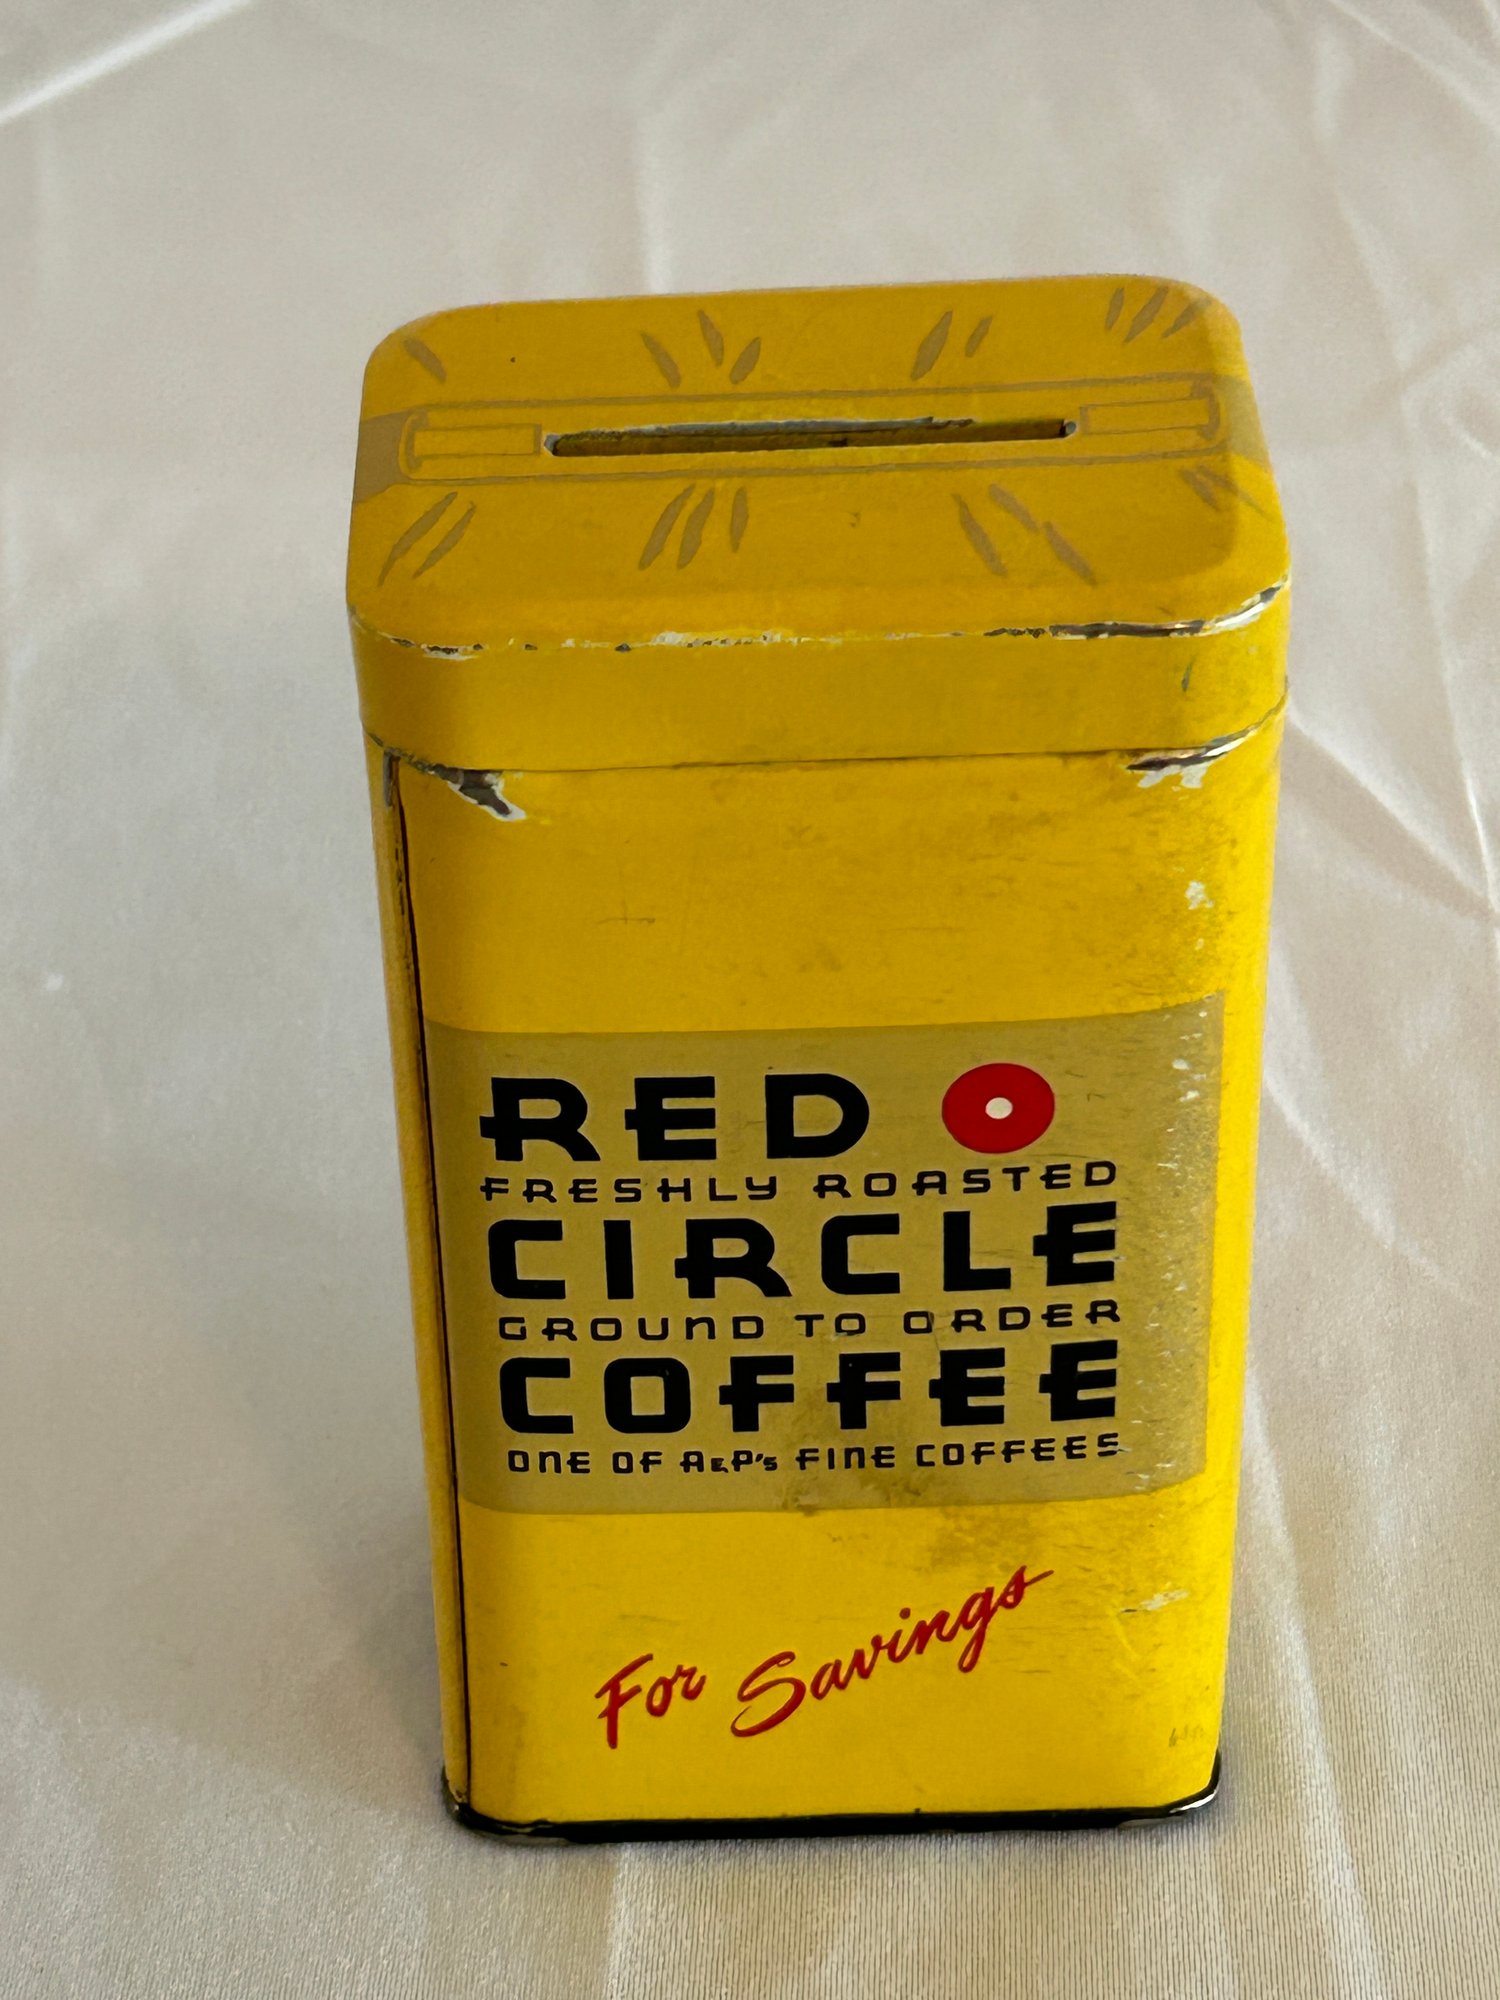 RED
FRESHLY ROASTED
CIRCLE
GROUND TO ORDER
COFFEE
ONE OF A&P's FINE COFFEES
For Savings